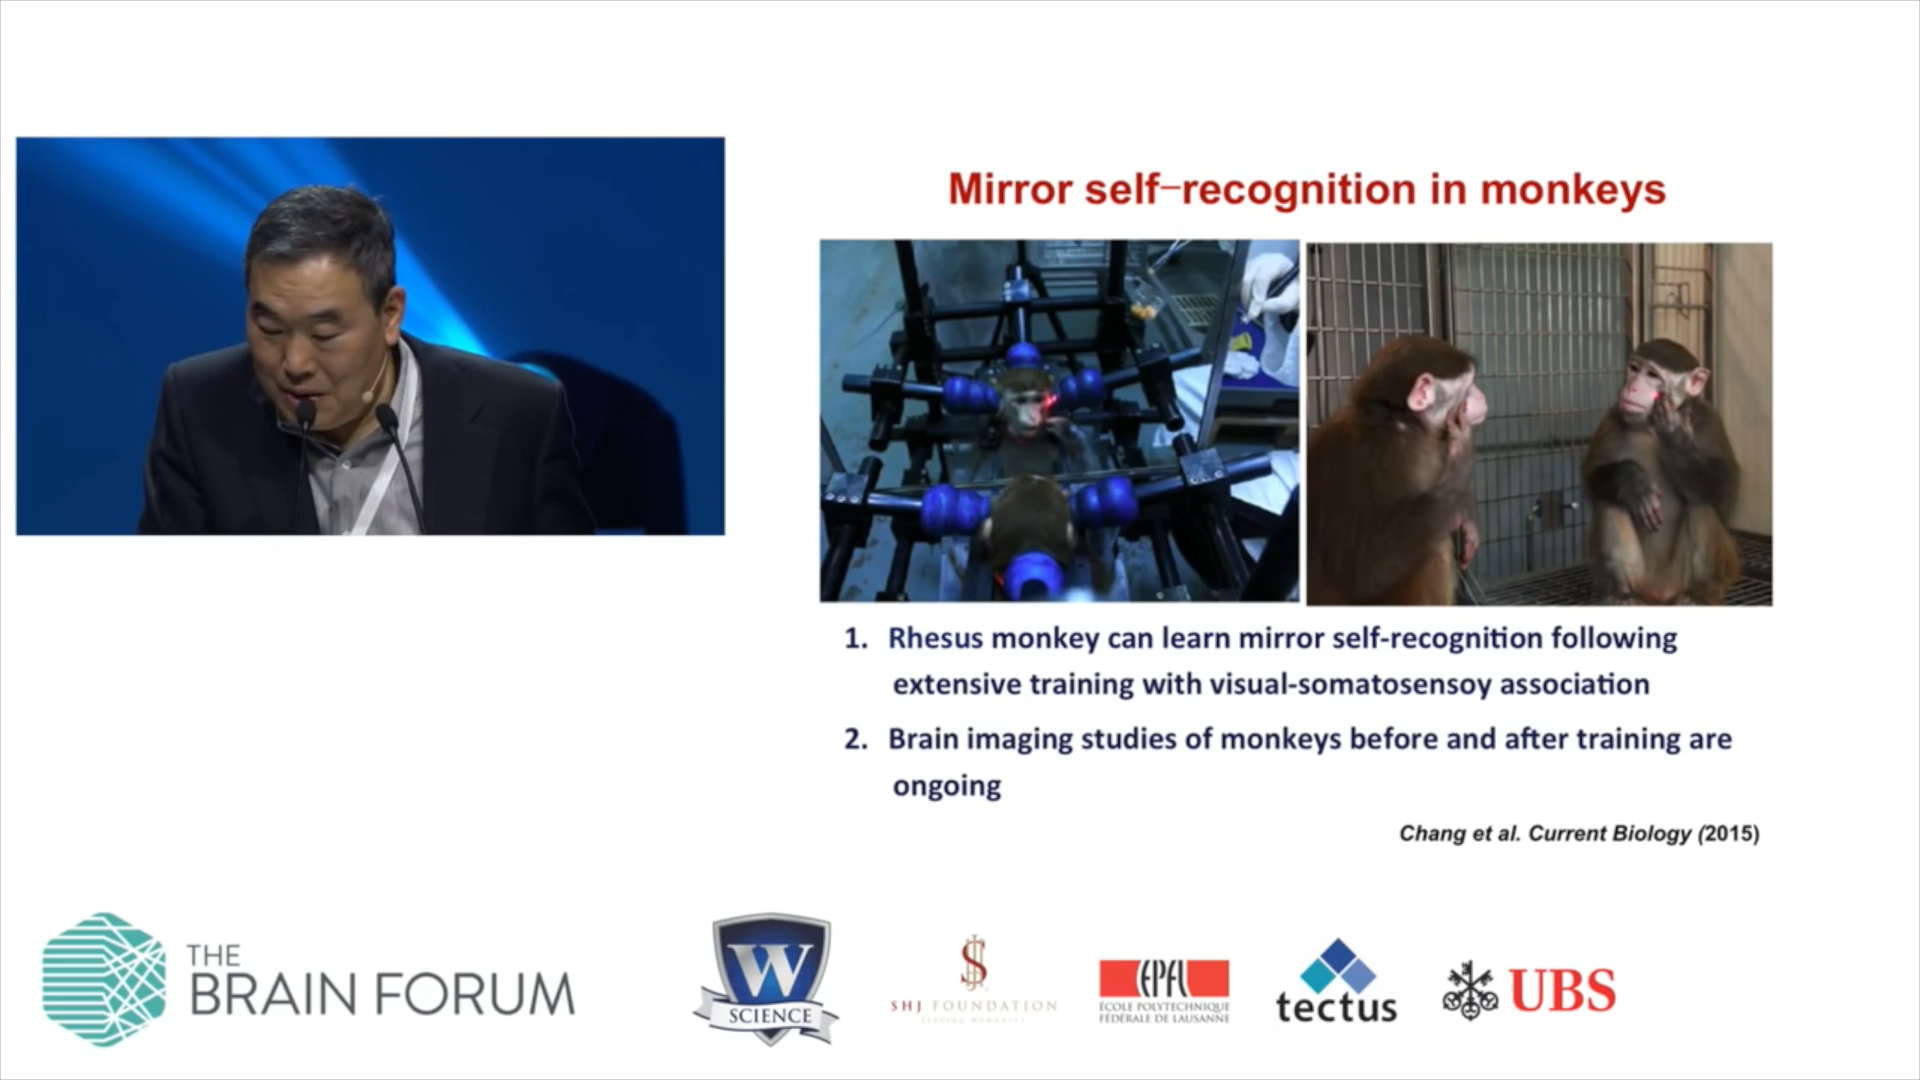 Mirror self–recognition in monkeys
1. Rhesus monkey can learn mirror self-recognition following
extensive training with visual-somatosensoy association
2. Brain imaging studies of monkeys before and after training are
ongoing
Chang et al. Current Biology (2015)
THE
BRAIN FORUM
W
SCIENCE
SHJ FOUNDATION
EPFL
ÉCOLE POLYTECHNIQUE
FÉDÉRALE DE LAUSANNE
tectus
UBS